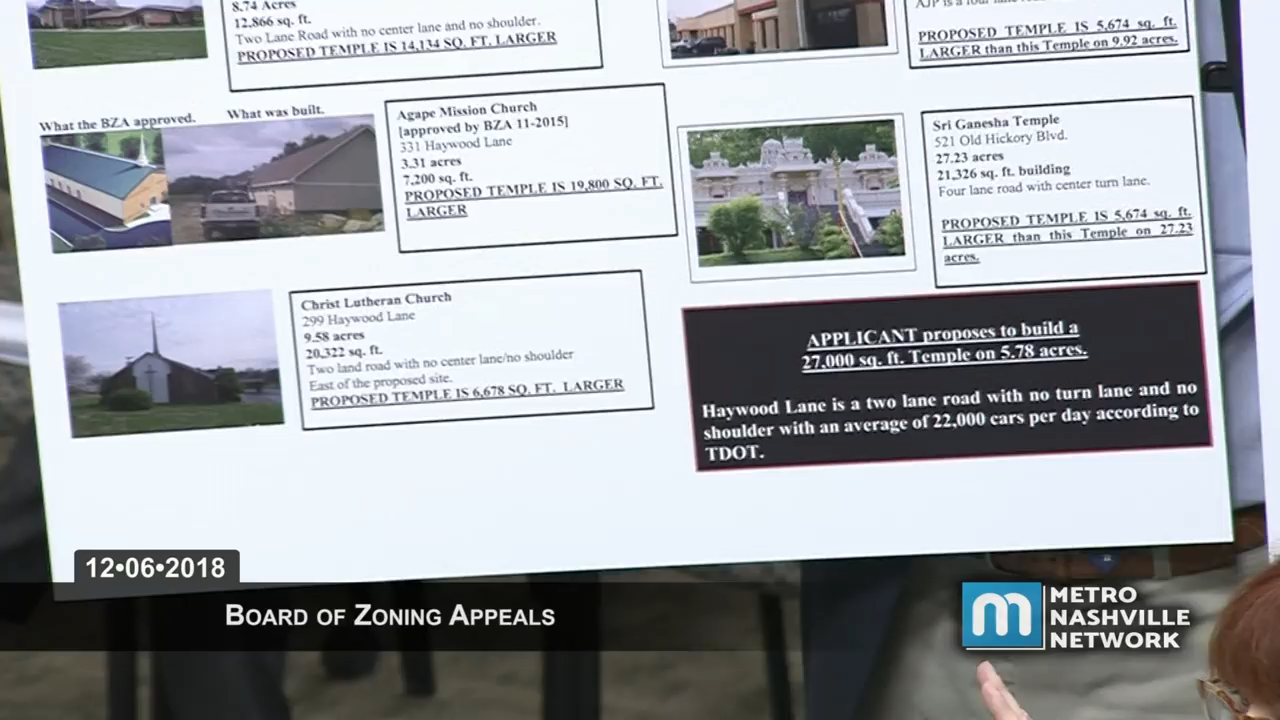 8.74 Acres
12,866 sq. ft.
Two Lane Road with no center lane and no shoulder.
PROPOSED TEMPLE IS 14,134 SQ. FT. LARGER
AJP is a four lane
PROPOSED TEMPLE IS 5,674 sq. ft.
LARGER than this Temple on 9.92 acres.
What the BZA approved. What was built.
Agape Mission Church
[approved by BZA 11-2015]
331 Haywood Lane
3.31 acres
7,200 sq. ft.
PROPOSED TEMPLE IS 19,800 SQ. FT.
LARGER
Sri Ganesha Temple
521 Old Hickory Blvd.
27.23 acres
21,326 sq. ft. building
Four lane road with center turn lane.
PROPOSED TEMPLE IS 5,674 sq. ft.
LARGER than this Temple on 27.23
acres.
Christ Lutheran Church
299 Haywood Lane
9.58 acres
20,322 sq. ft.
Two land road with no center lane/no shoulder
East of the proposed site.
PROPOSED TEMPLE IS 6,678 SQ. FT. LARGER
APPLICANT proposes to build a
27,000 sq. ft. Temple on 5.78 acres.
Haywood Lane is a two lane road with no turn lane and no
shoulder with an average of 22,000 cars per day according to
TDOT.
12•06•2018
BOARD OF ZONING APPEALS
METRO
NASHVILLE
NETWORK